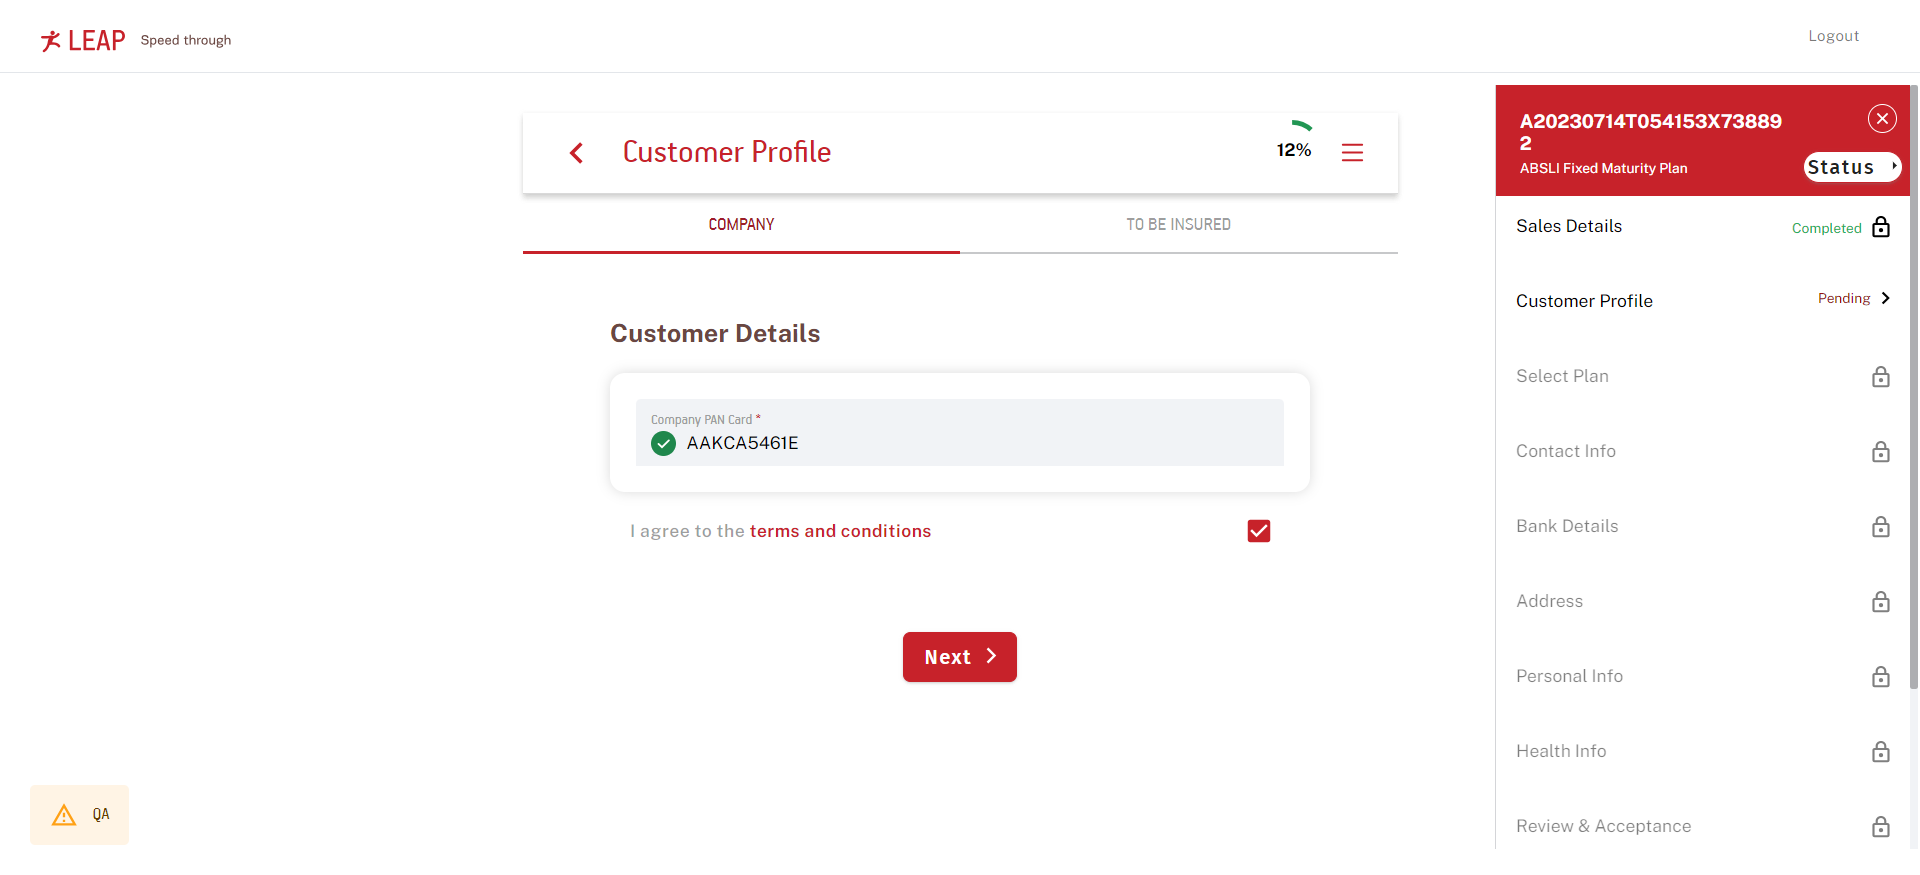 LEAP Speed through
Logout
Customer Profile
12%
COMPANY
TO BE INSURED
Customer Details
Company PAN Card *
AAKCA5461E
I agree to the terms and conditions
Next
QA
A20230714T054153X73889
2
ABSLI Fixed Maturity Plan
Status
Sales Details
Completed
Customer Profile
Pending
Select Plan
Contact Info
Bank Details
Address
Personal Info
Health Info
Review & Acceptance